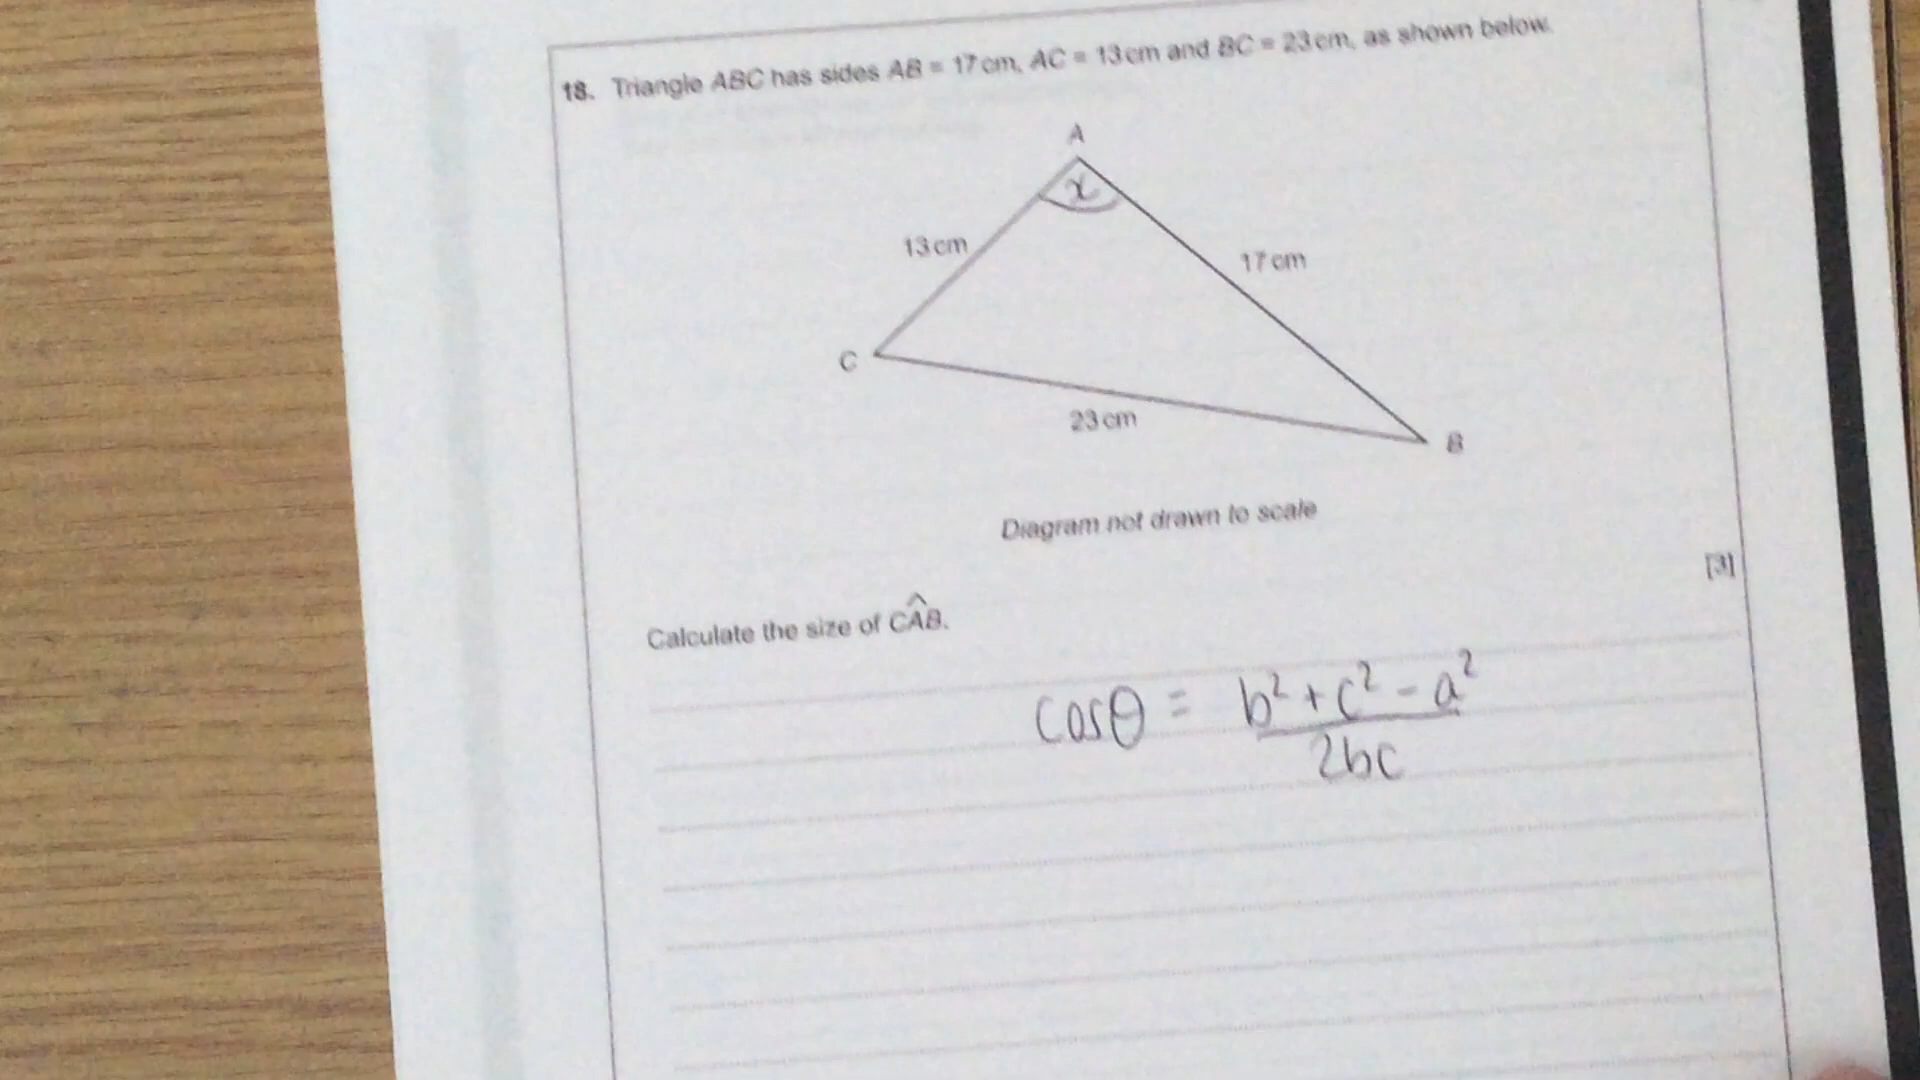 18. Triangle ABC has sides AB = 17 cm, AC = 13 cm and BC = 23 cm, as shown below.
A
x
13 cm
17 cm
C
23 cm
B
Diagram not drawn to scale
[3]
Calculate the size of CÂB.
cosθ = b² + c² - a²
2bc